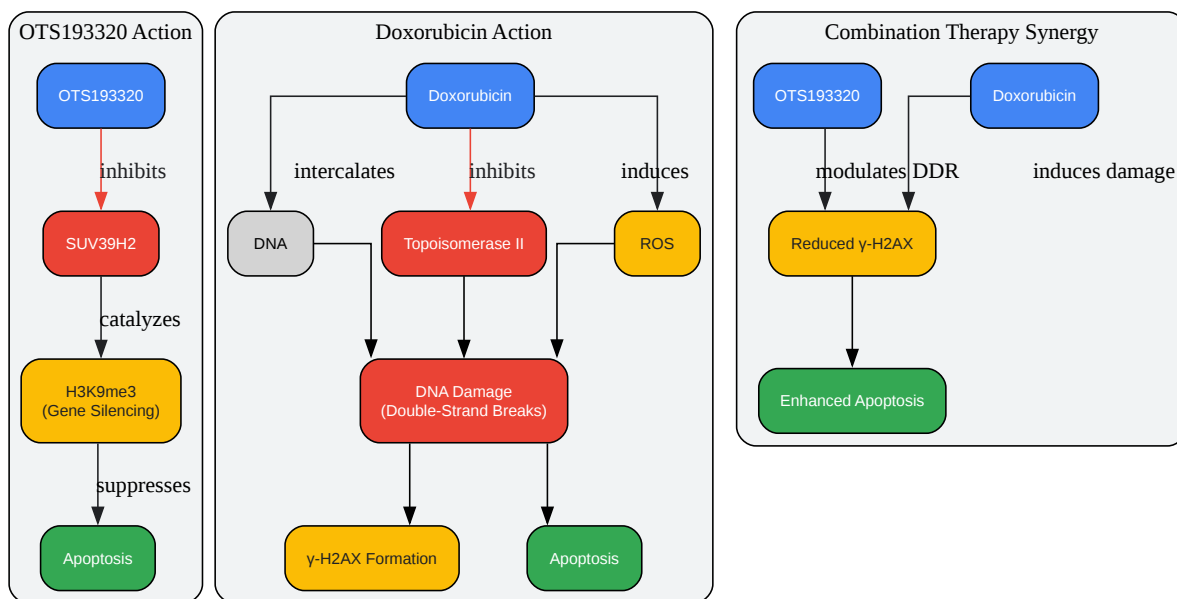 OTS193320 Action
OTS193320
inhibits
SUV39H2
catalyzes
H3K9me3
(Gene Silencing)
suppresses
Apoptosis
Doxorubicin Action
Doxorubicin
intercalates
inhibits
induces
DNA
Topoisomerase II
ROS
DNA Damage
(Double-Strand Breaks)
γ-H2AX Formation
Apoptosis
Combination Therapy Synergy
OTS193320
Doxorubicin
modulates DDR
induces damage
Reduced γ-H2AX
Enhanced Apoptosis